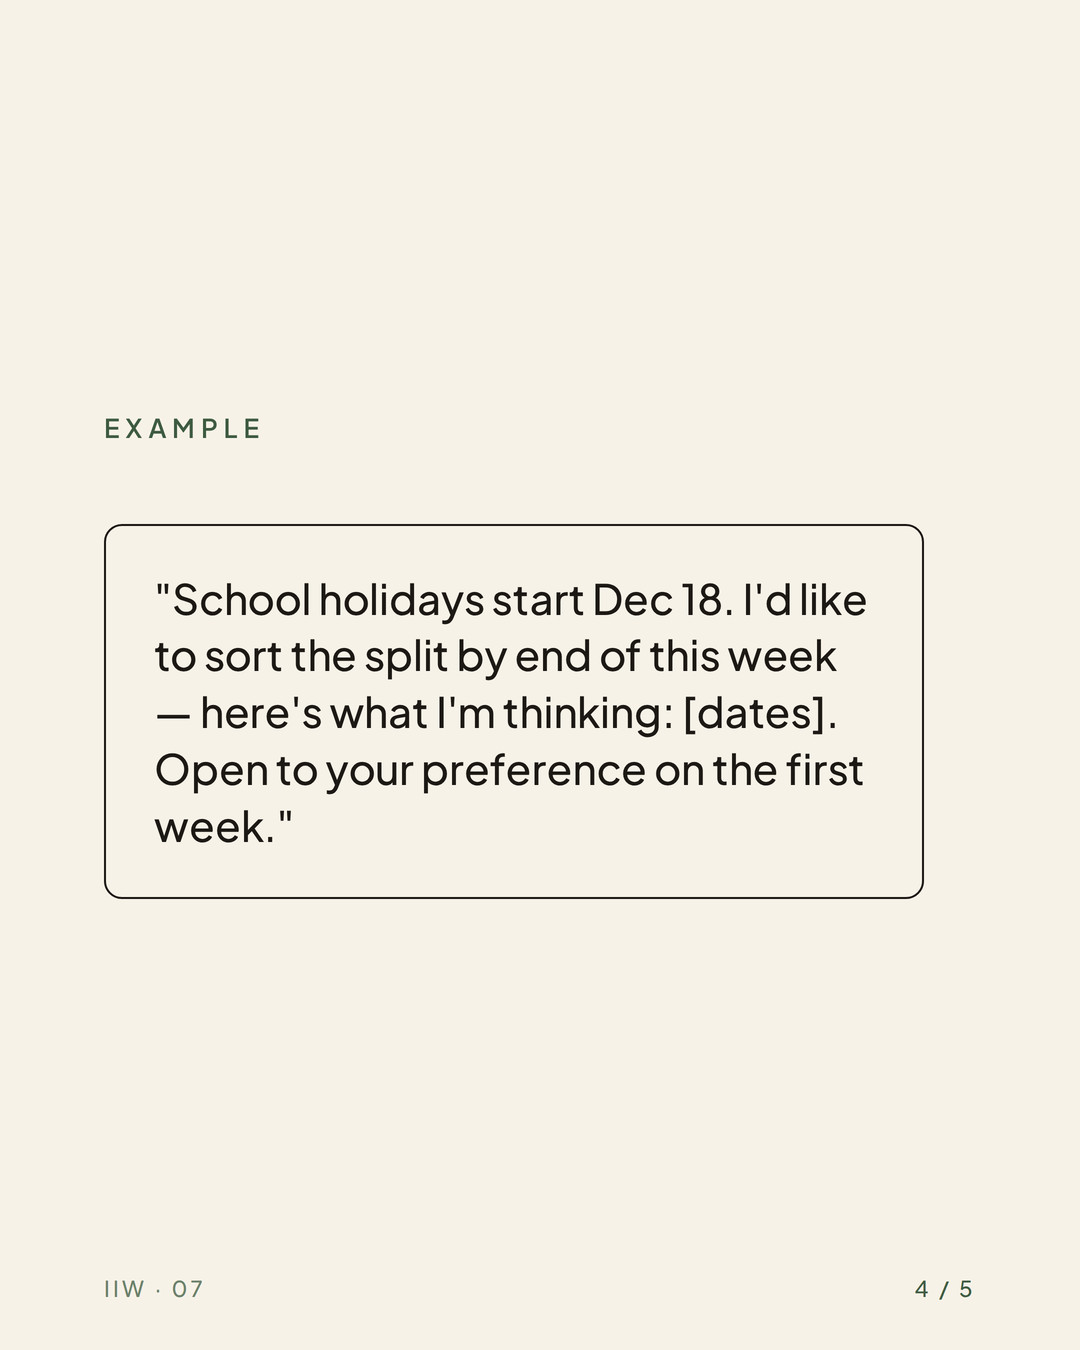 EXAMPLE
"School holidays start Dec 18. I'd like
to sort the split by end of this week
— here's what I'm thinking: [dates].
Open to your preference on the first
week."
IIW · 07
4 / 5